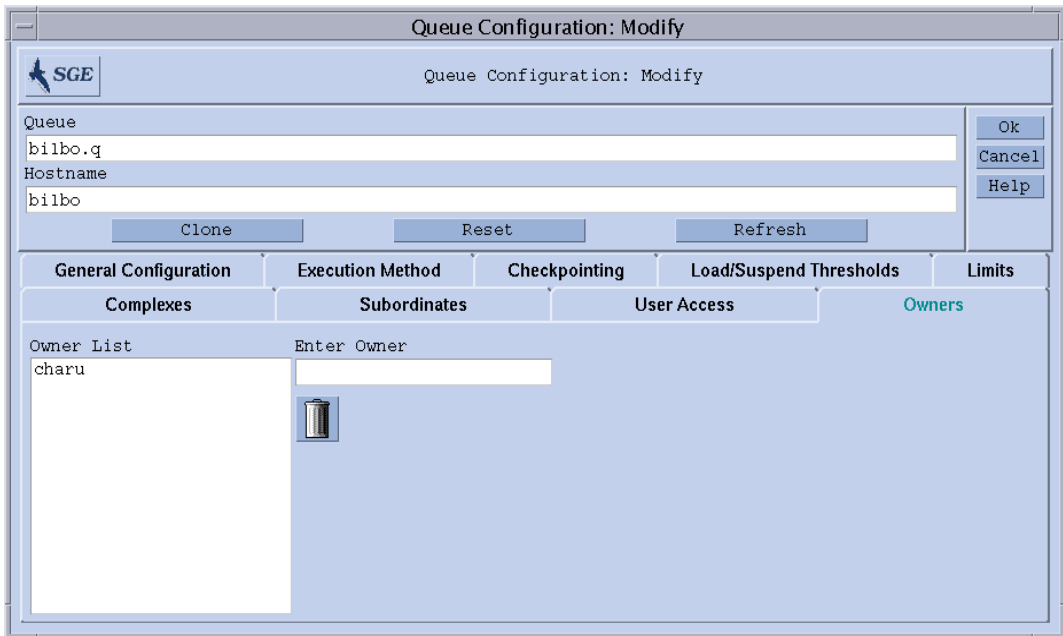 Queue Configuration: Modify
SGE
Queue Configuration: Modify
Queue
bilbo.q
Hostname
bilbo
Clone Reset Refresh
Ok
Cancel
Help
General Configuration Execution Method Checkpointing Load/Suspend Thresholds Limits
Complexes Subordinates User Access Owners
Owner List Enter Owner
charu